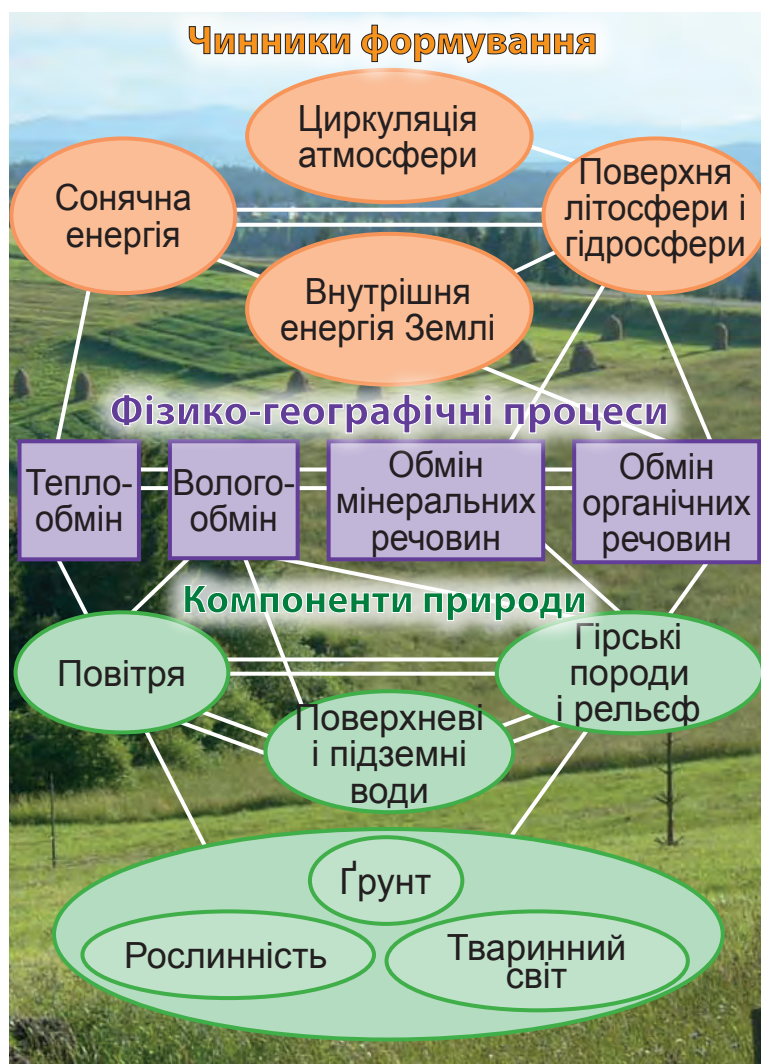 Чинники формування
Циркуляція
атмосфери
Сонячна
енергія
Поверхня
літосфери і
гідросфери
Внутрішня
енергія Землі
Фізико-географічні процеси
Тепло-
обмін
Волого-
обмін
Обмін
мінеральних
речовин
Обмін
органічних
речовин
Компоненти природи
Повітря
Гірські
породи
і рельєф
Поверхневі
і підземні
води
Ґрунт
Рослинність
Тваринний
світ